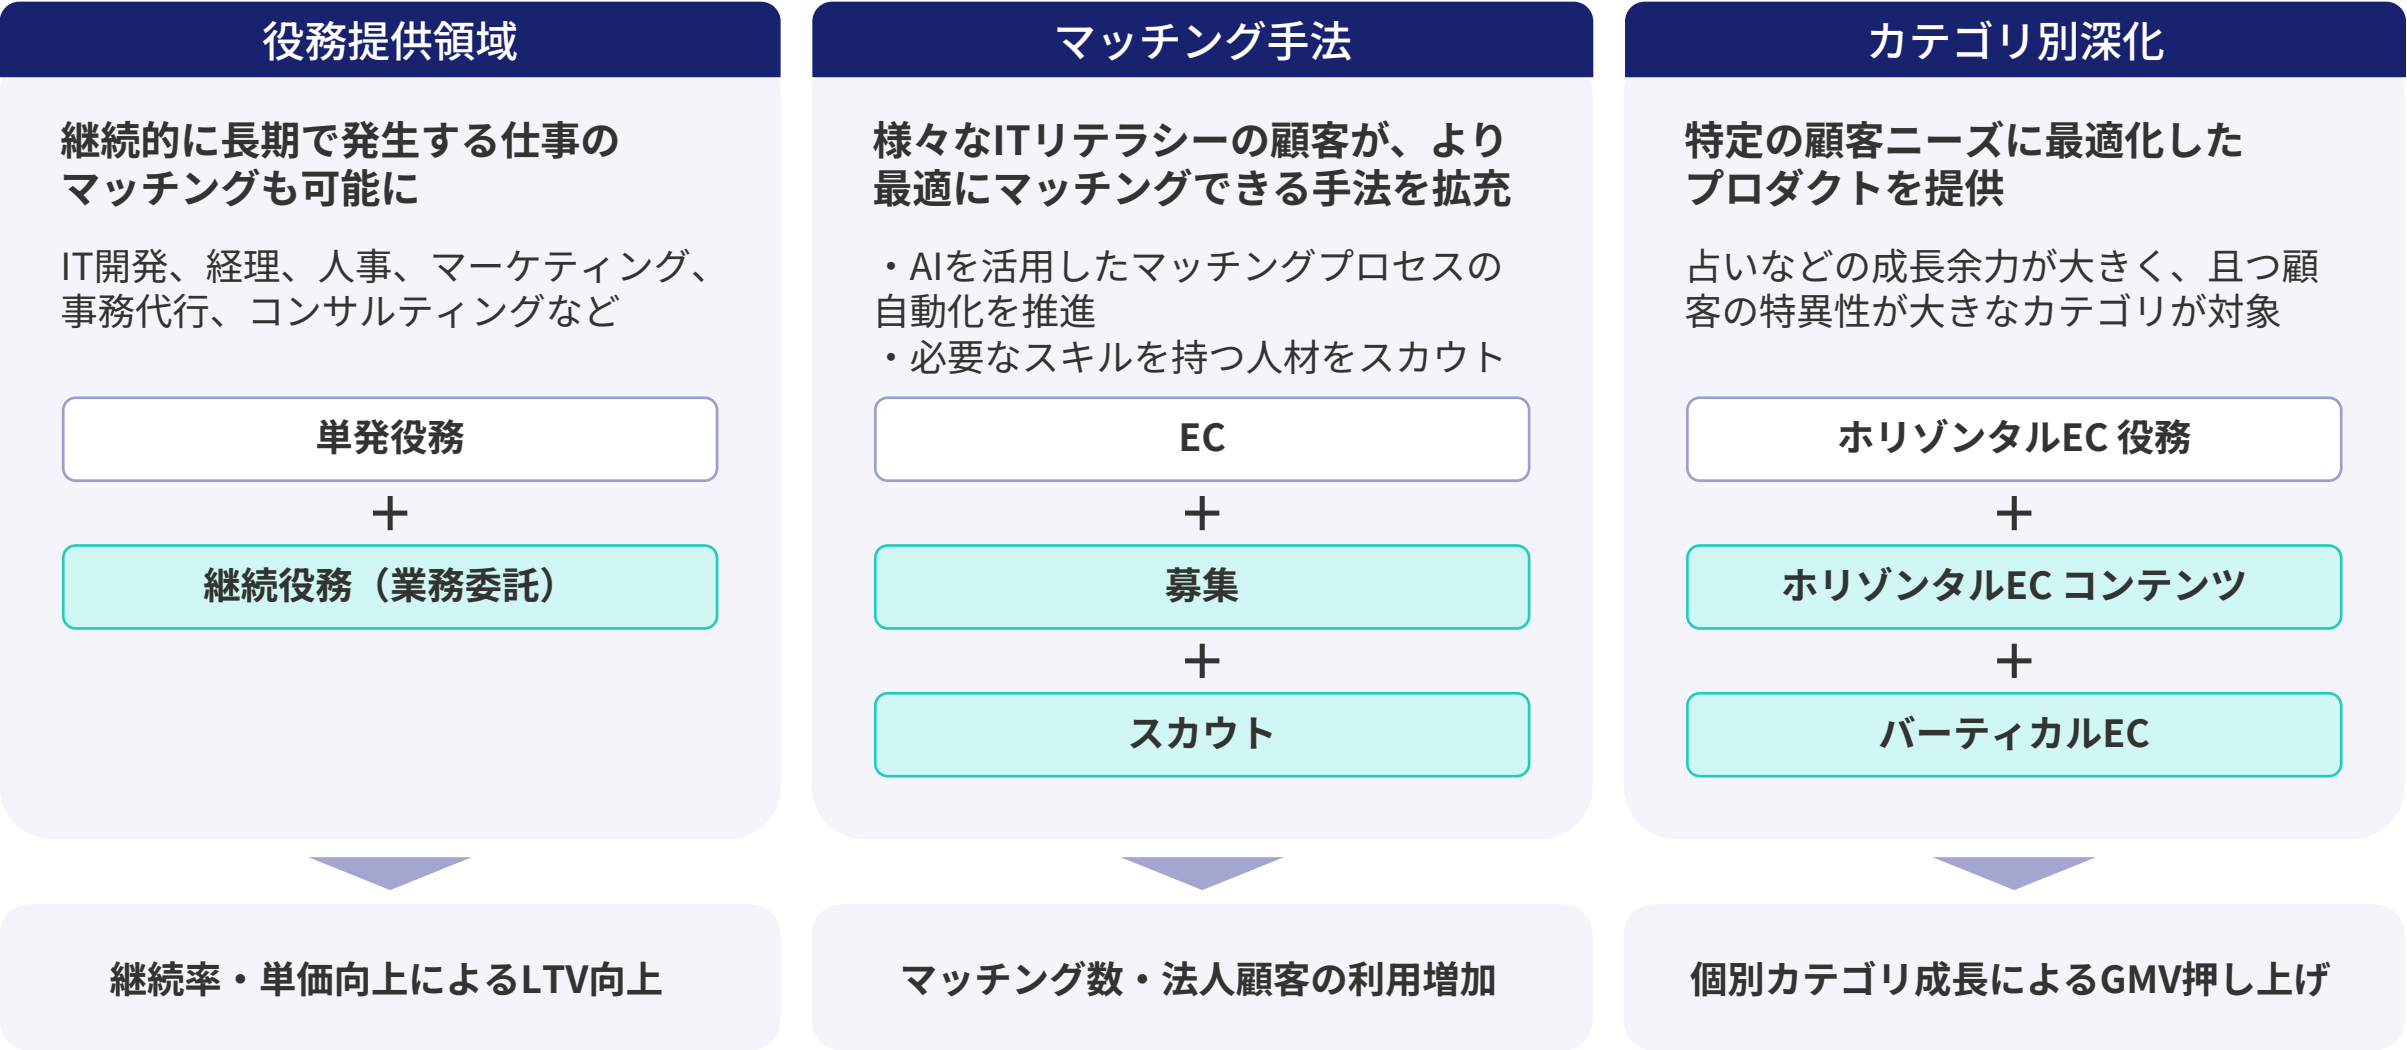 役務提供領域
継続的に長期で発生する仕事の
マッチングも可能に
IT開発、経理、人事、マーケティング、
事務代行、コンサルティングなど
単発役務
＋
継続役務（業務委託）
継続率・単価向上によるLTV向上
マッチング手法
様々なITリテラシーの顧客が、より
最適にマッチングできる手法を拡充
・AIを活用したマッチングプロセスの
自動化を推進
・必要なスキルを持つ人材をスカウト
EC
＋
募集
＋
スカウト
マッチング数・法人顧客の利用増加
カテゴリ別深化
特定の顧客ニーズに最適化した
プロダクトを提供
占いなどの成長余力が大きく、且つ顧
客の特異性が大きなカテゴリが対象
ホリゾンタルEC 役務
＋
ホリゾンタルEC コンテンツ
＋
バーティカルEC
個別カテゴリ成長によるGMV押し上げ